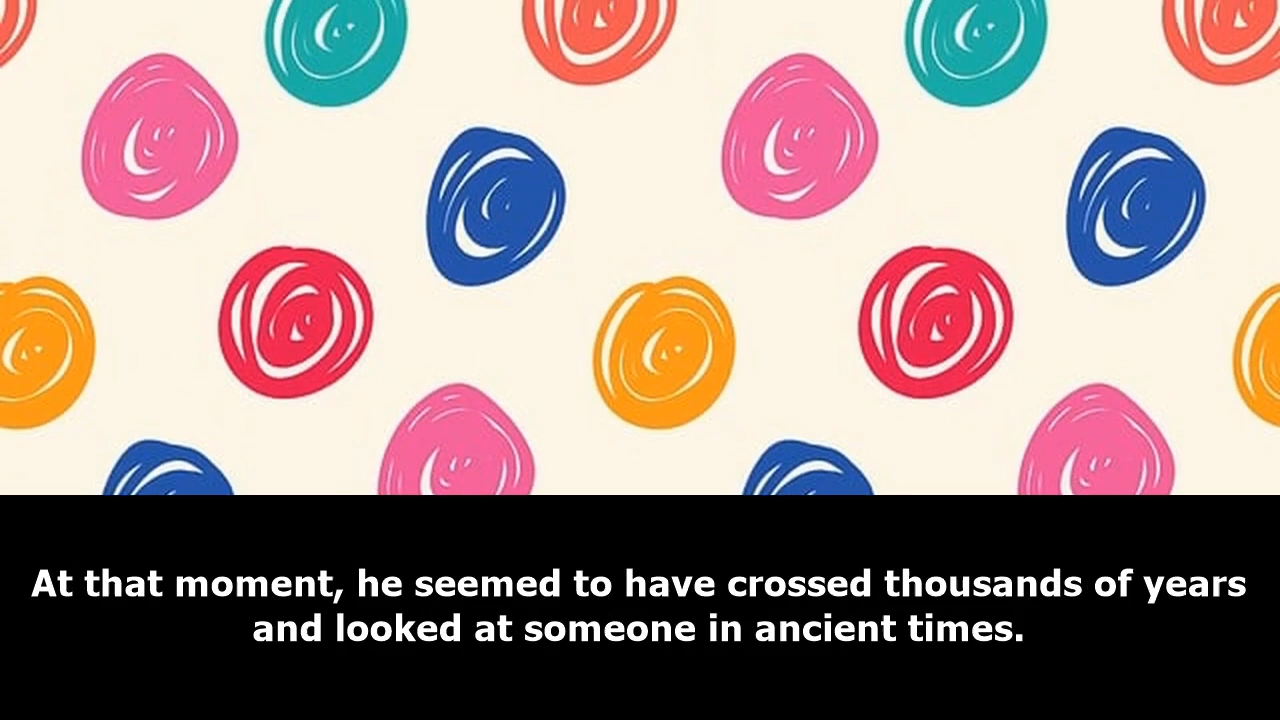 At that moment, he seemed to have crossed thousands of years
and looked at someone in ancient times.